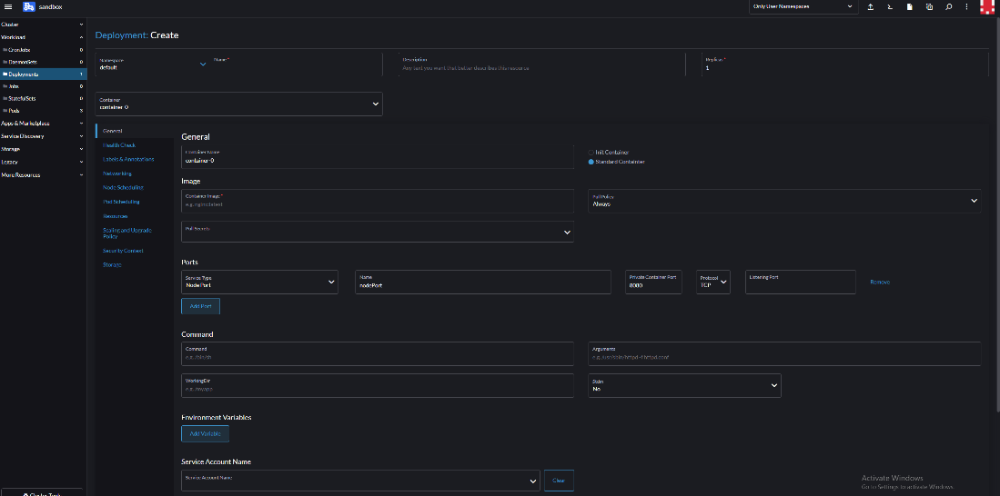 sandbox
Only User Namespaces
Cluster
Workload
CronJobs 0
DaemonSets 0
Deployments 1
Jobs 0
StatefulSets 0
Pods 3
Apps & Marketplace
Service Discovery
Storage
Legacy
More Resources
Deployment: Create
Namespace
default
Name *
Description
Any text you want that better describes this resource
Replicas *
1
Container
container-0
General
Health Check
Labels & Annotations
Networking
Node Scheduling
Pod Scheduling
Resources
Scaling and Upgrade
Policy
Security Context
Storage
General
Container Name
container-0
Init Container
Standard Container
Image
Container Image *
e.g. nginx:latest
Pull Policy
Always
Pull Secrets
Ports
Service Type
Node Port
Name
nodePort
Private Container Port
8080
Protocol
TCP
Listening Port
Remove
Add Port
Command
Command
e.g. /bin/sh
Arguments
e.g. /usr/sbin/httpd -f httpd.conf
WorkingDir
e.g. /myapp
Stdin
No
Environment Variables
Add Variable
Service Account Name
Service Account Name
Clear
Activate Windows
Go to Settings to activate Windows.
Cluster Tools